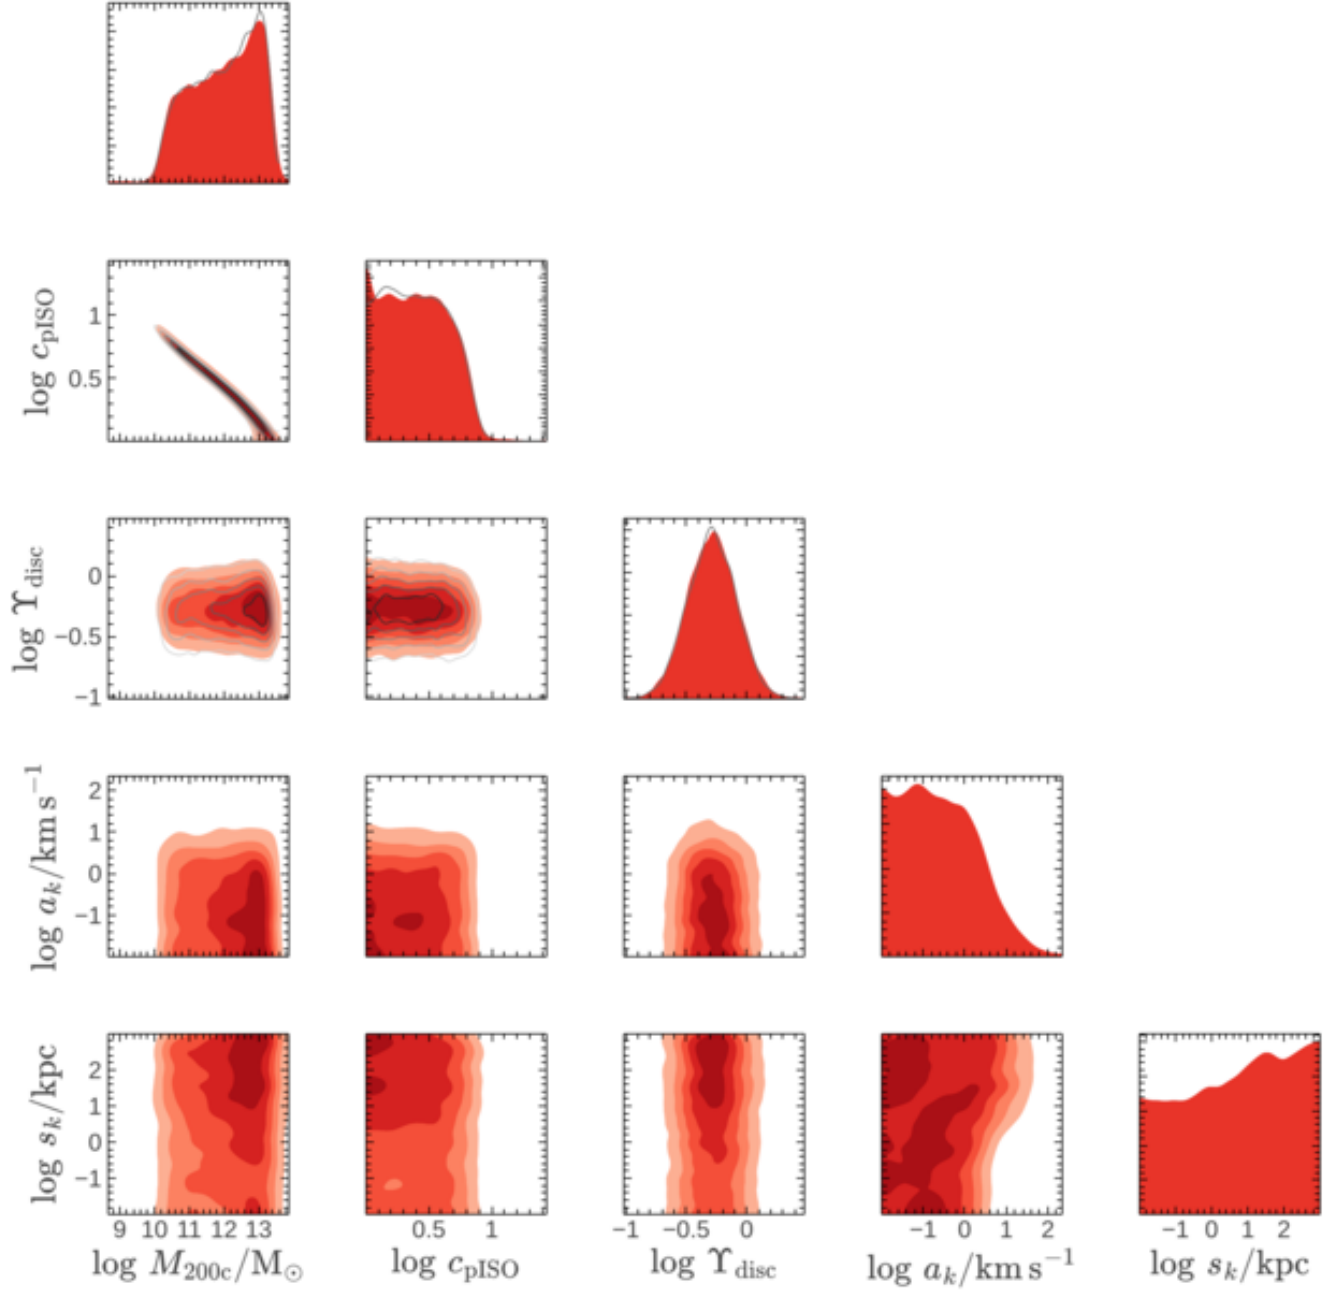 log c_pISO
1
0.5
log ϒ_disc
0
−0.5
−1
log a_k/km s⁻¹
2
1
0
−1
log s_k/kpc
2
1
0
−1
9 10 11 12 13
0.5 1
−1 −0.5 0
−1 0 1 2
−1 0 1 2
log M_200c/M_⊙
log c_pISO
log ϒ_disc
log a_k/km s⁻¹
log s_k/kpc